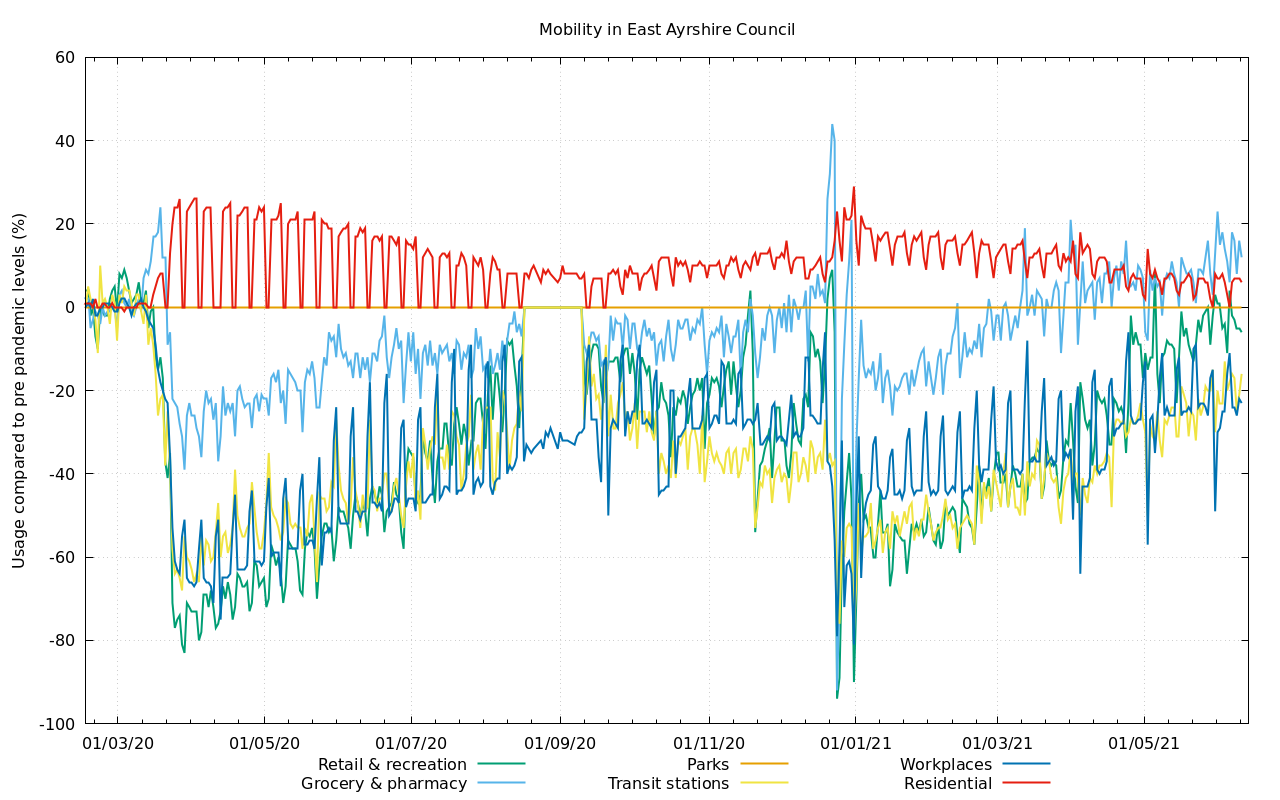 Mobility in East Ayrshire Council
Usage compared to pre pandemic levels (%)
60
40
20
0
-20
-40
-60
-80
-100
01/03/20 01/05/20 01/07/20 01/09/20 01/11/20 01/01/21 01/03/21 01/05/21
Retail & recreation Parks Workplaces
Grocery & pharmacy Transit stations Residential